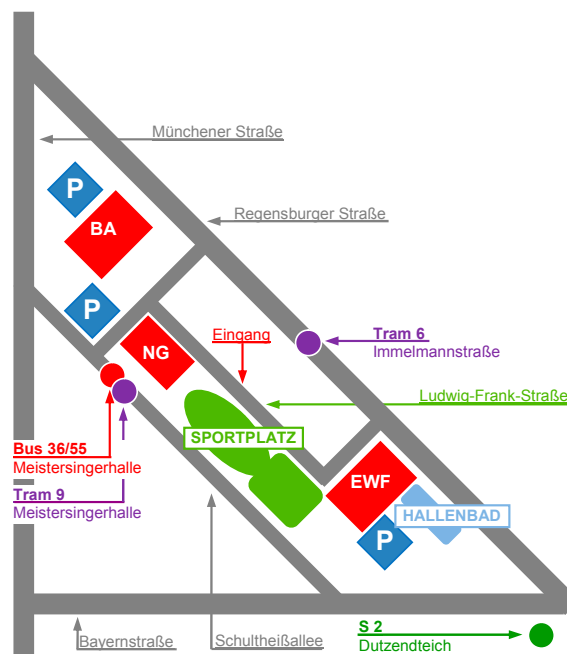 Münchener Straße
P
BA
Regensburger Straße
P
Eingang
Tram 6
Immelmannstraße
NG
Ludwig-Frank-Straße
SPORTPLATZ
Bus 36/55
Meistersingerhalle
Tram 9
Meistersingerhalle
EWF
HALLENBAD
P
S 2
Dutzendteich
Bayernstraße
Schultheißallee